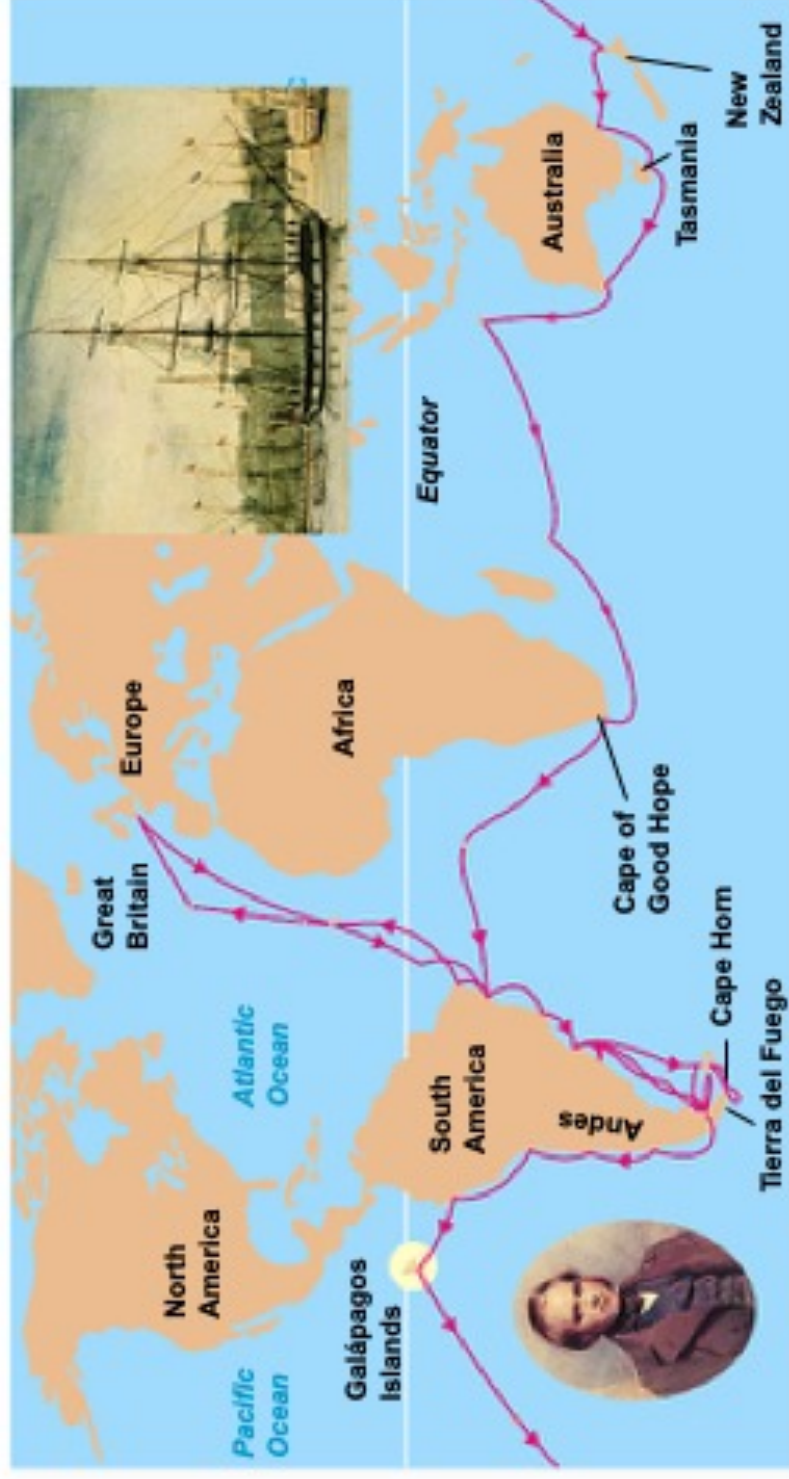 North
America
Pacific
Ocean
Atlantic
Ocean
Great
Britain
Europe
Africa
Galápagos
Islands
South
America
Andes
Equator
Australia
Cape of
Good Hope
Cape Horn
Tierra del Fuego
Tasmania
New
Zealand